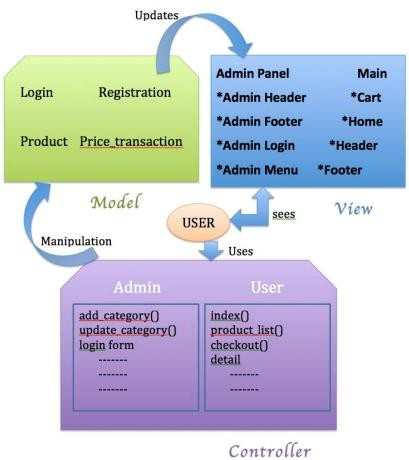 Updates
Login Registration
Product Price_transaction
Model
Admin Panel Main
*Admin Header *Cart
*Admin Footer *Home
*Admin Login *Header
*Admin Menu *Footer
View
USER
sees
Uses
Manipulation
Admin User
add_category()
update_category()
login form
-------
-------
-------
index()
product_list()
checkout()
detail
-------
-------
Controller